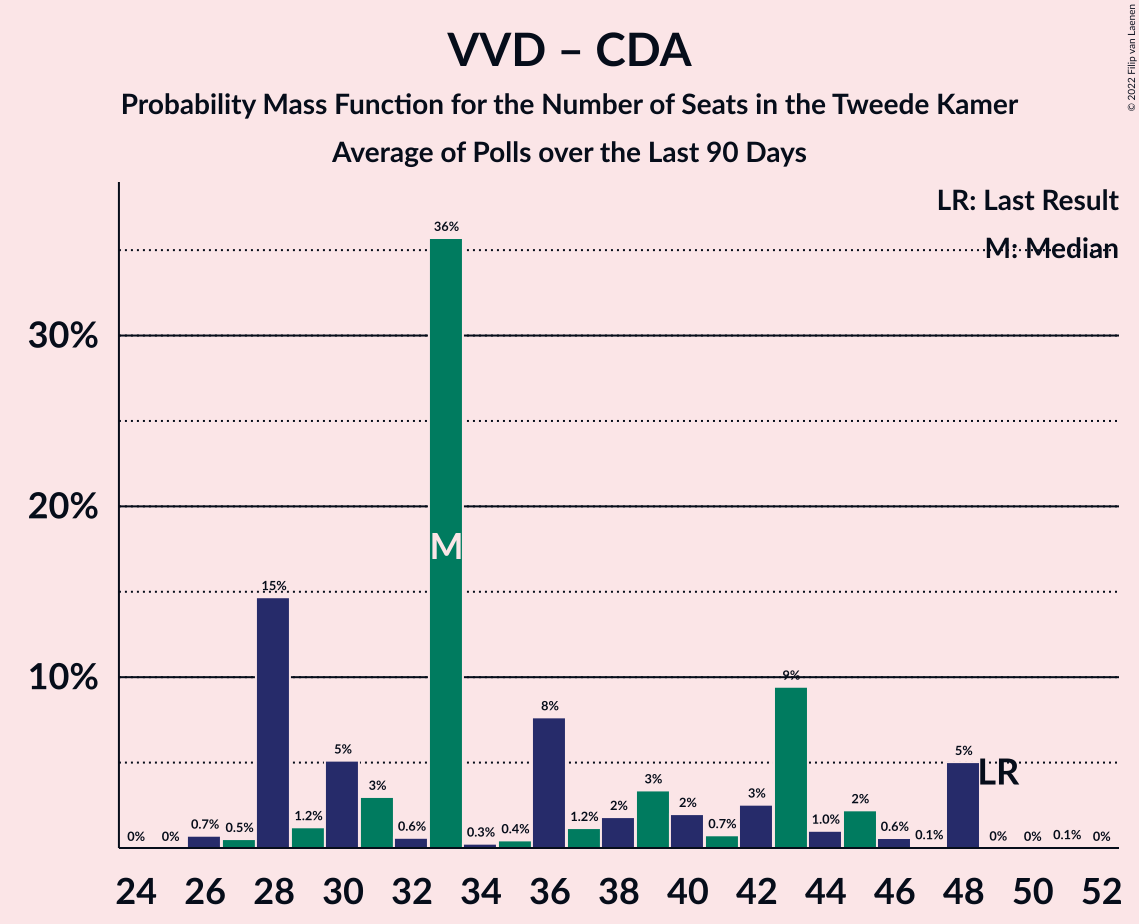 VVD – CDA
Probability Mass Function for the Number of Seats in the Tweede Kamer
Average of Polls over the Last 90 Days
© 2022 Filip van Laenen
LR: Last Result
M: Median
36%
30%
20%
M
15%
10%
9%
8%
5%
5%
LR
3%
3%
3%
2%
2%
2%
0% 0% 0.7% 0.5% 1.2% 0.6% 0.3% 0.4% 1.2% 0.7% 1.0% 0.6% 0.1% 0% 0% 0.1% 0%
24 26 28 30 32 34 36 38 40 42 44 46 48 50 52